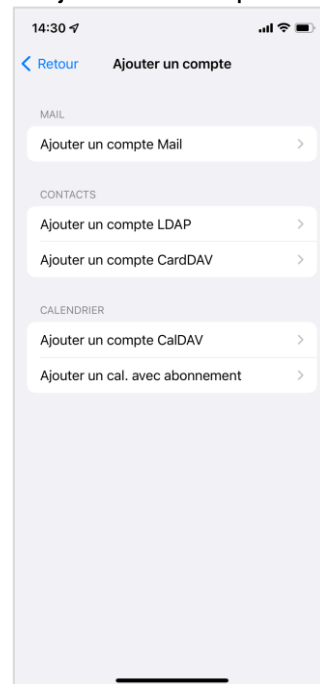 14:30
Retour Ajouter un compte
MAIL
Ajouter un compte Mail
CONTACTS
Ajouter un compte LDAP
Ajouter un compte CardDAV
CALENDRIER
Ajouter un compte CalDAV
Ajouter un cal. avec abonnement